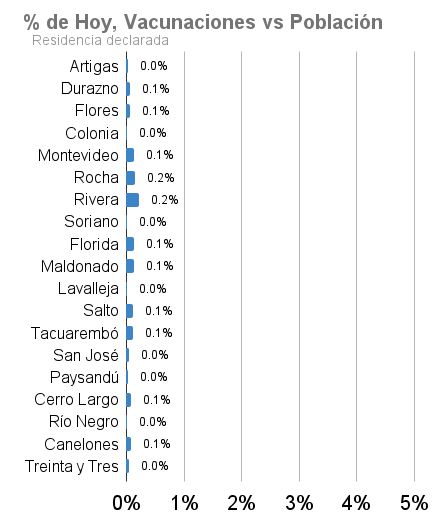 % de Hoy, Vacunaciones vs Población
Residencia declarada
Artigas 0.0%
Durazno 0.1%
Flores 0.1%
Colonia 0.0%
Montevideo 0.1%
Rocha 0.2%
Rivera 0.2%
Soriano 0.0%
Florida 0.1%
Maldonado 0.1%
Lavalleja 0.0%
Salto 0.1%
Tacuarembó 0.1%
San José 0.0%
Paysandú 0.0%
Cerro Largo 0.1%
Río Negro 0.0%
Canelones 0.1%
Treinta y Tres 0.0%
0% 1% 2% 3% 4% 5%